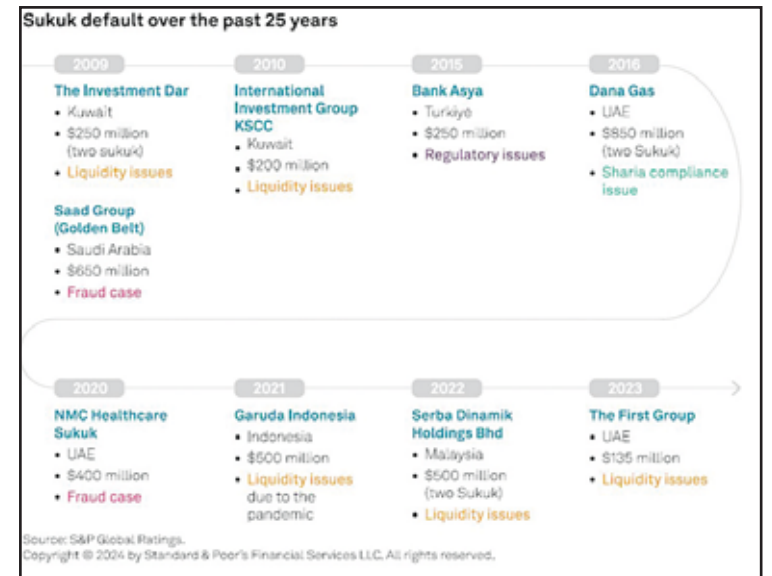 Sukuk default over the past 25 years
2009
The Investment Dar
• Kuwait
• $250 million
(two sukuk)
• Liquidity issues
Saad Group
(Golden Belt)
• Saudi Arabia
• $650 million
• Fraud case
2010
International
Investment Group
KSCC
• Kuwait
• $200 million
• Liquidity issues
2015
Bank Asya
• Turkiye
• $250 million
• Regulatory issues
2016
Dana Gas
• UAE
• $850 million
(two Sukuk)
• Sharia compliance
issue
2020
NMC Healthcare
Sukuk
• UAE
• $400 million
• Fraud case
2021
Garuda Indonesia
• Indonesia
• $500 million
• Liquidity issues
due to the
pandemic
2022
Serba Dinamik
Holdings Bhd
• Malaysia
• $500 million
(two Sukuk)
• Liquidity issues
2023
The First Group
• UAE
• $135 million
• Liquidity issues
Source: S&P Global Ratings.
Copyright © 2024 by Standard & Poor's Financial Services LLC. All rights reserved.